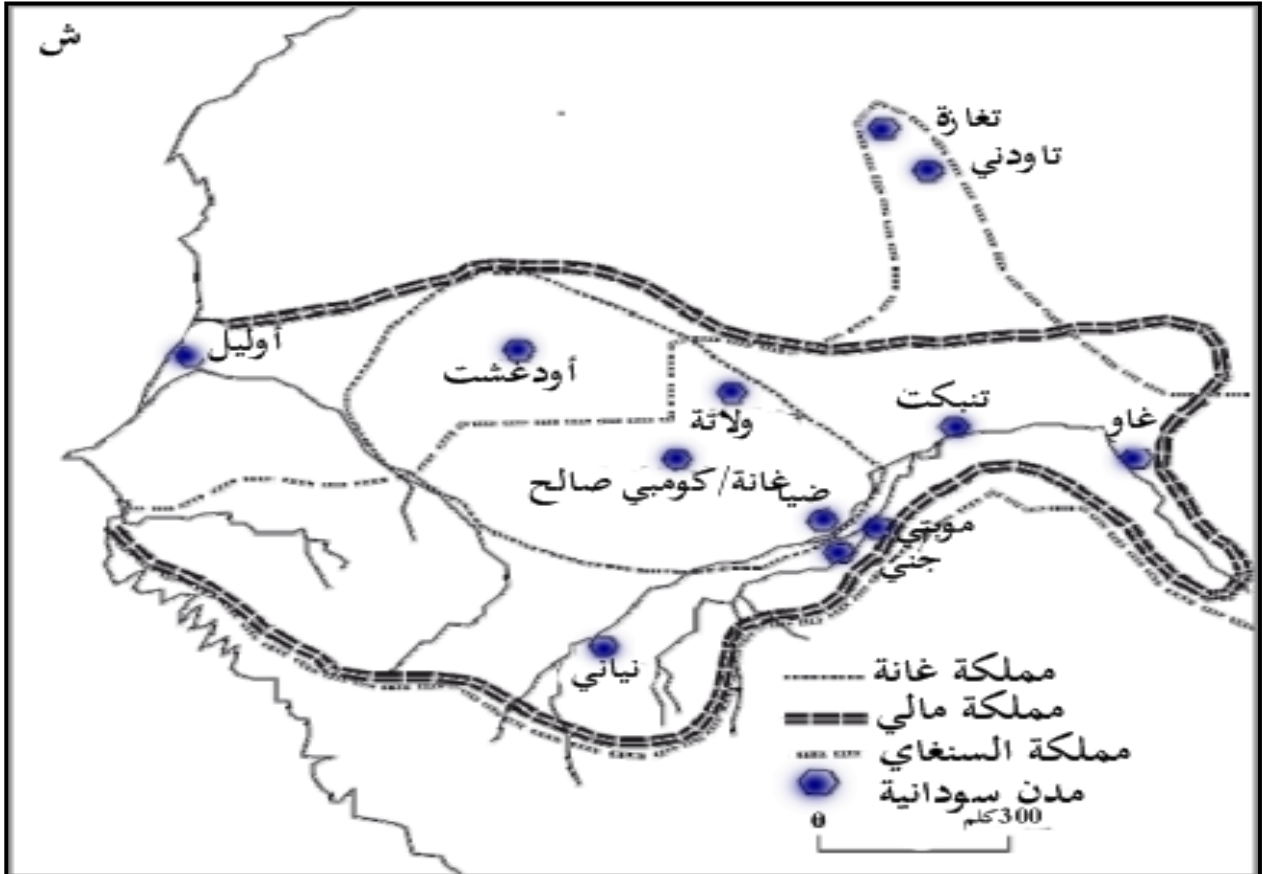 ش
تغازة
تاودني
أوليل
أودغشت
ولاتة
تنبكت
غاو
غانة/كومبي صالح
ضيا
موبتي
جني
نياني
مملكة غانة
مملكة مالي
مملكة السنغاي
مدن سودانية
0
300كلم